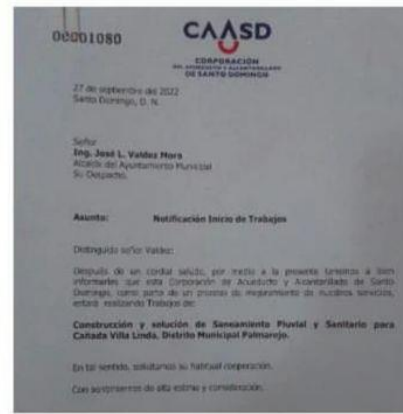 00001080
CAASD
CORPORACIÓN
DEL ACUEDUCTO Y ALCANTARILLADO
DE SANTO DOMINGO
27 de septiembre del 2022
Santo Domingo, D. N.
Señor
Ing. José L. Valdez Mora
Alcalde del Ayuntamiento Municipal
Su Despacho.
Asunto: Notificación Inicio de Trabajos
Distinguido señor Valdez:
Después de un cordial saludo, por medio a la presente tenemos a bien
informarles que esta Corporación de Acueducto y Alcantarillado de Santo
Domingo, como parte de un proceso de mejoramiento de nuestros servicios,
estará realizando Trabajos de:
Construcción y solución de Saneamiento Pluvial y Sanitario para
Cañada Villa Linda, Distrito Municipal Palmarejo.
En tal sentido, solicitamos su habitual cooperación.
Con sentimientos de alta estima y consideración.